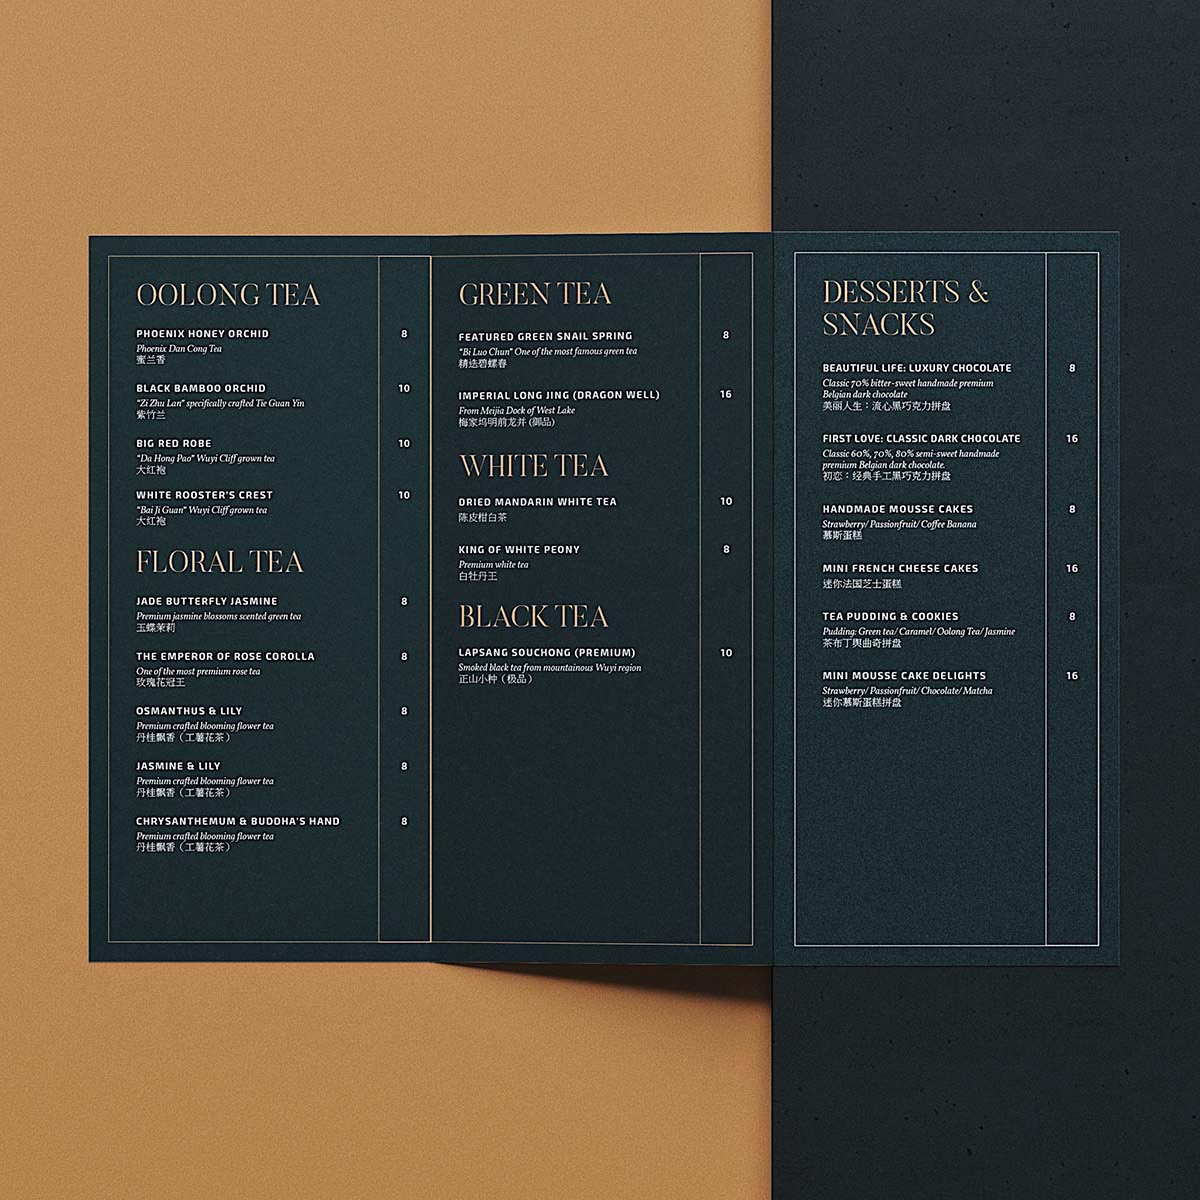 OOLONG TEA
PHOENIX HONEY ORCHID 8
Phoenix Dan Cong Tea
蜜兰香
BLACK BAMBOO ORCHID 10
"Zi Zhu Lan" specifically crafted Tie Guan Yin
紫竹兰
BIG RED ROBE 10
"Da Hong Pao" Wuyi Cliff grown tea
大红袍
WHITE ROOSTER'S CREST 10
"Bai Ji Guan" Wuyi Cliff grown tea
大红袍
FLORAL TEA
JADE BUTTERFLY JASMINE 8
Premium jasmine blossoms scented green tea
玉蝶茉莉
THE EMPEROR OF ROSE COROLLA 8
One of the most premium rose tea
玫瑰花冠王
OSMANTHUS & LILY 8
Premium crafted blooming flower tea
丹桂飘香（工薯花茶）
JASMINE & LILY 8
Premium crafted blooming flower tea
丹桂飘香（工薯花茶）
CHRYSANTHEMUM & BUDDHA'S HAND 8
Premium crafted blooming flower tea
丹桂飘香（工薯花茶）
GREEN TEA
FEATURED GREEN SNAIL SPRING 8
"Bi Luo Chun" One of the most famous green tea
精选碧螺春
IMPERIAL LONG JING (DRAGON WELL) 16
From Meijia Dock of West Lake
梅家坞明前龙井 (御品)
WHITE TEA
DRIED MANDARIN WHITE TEA 10
陈皮柑白茶
KING OF WHITE PEONY 8
Premium white tea
白牡丹王
BLACK TEA
LAPSANG SOUCHONG (PREMIUM) 10
Smoked black tea from mountainous Wuyi region
正山小种（极品）
DESSERTS &
SNACKS
BEAUTIFUL LIFE: LUXURY CHOCOLATE 8
Classic 70% bitter-sweet handmade premium
Belgian dark chocolate
美丽人生：流心黑巧克力拼盘
FIRST LOVE: CLASSIC DARK CHOCOLATE 16
Classic 60%, 70%, 80% semi-sweet handmade
premium Belgian dark chocolate.
初恋：经典手工黑巧克力拼盘
HANDMADE MOUSSE CAKES 8
Strawberry/ Passionfruit/ Coffee Banana
慕斯蛋糕
MINI FRENCH CHEESE CAKES 16
迷你法国芝士蛋糕
TEA PUDDING & COOKIES 8
Pudding: Green tea/ Caramel/ Oolong Tea/ Jasmine
茶布丁舆曲奇拼盘
MINI MOUSSE CAKE DELIGHTS 16
Strawberry/ Passionfruit/ Chocolate/ Matcha
迷你慕斯蛋糕拼盘